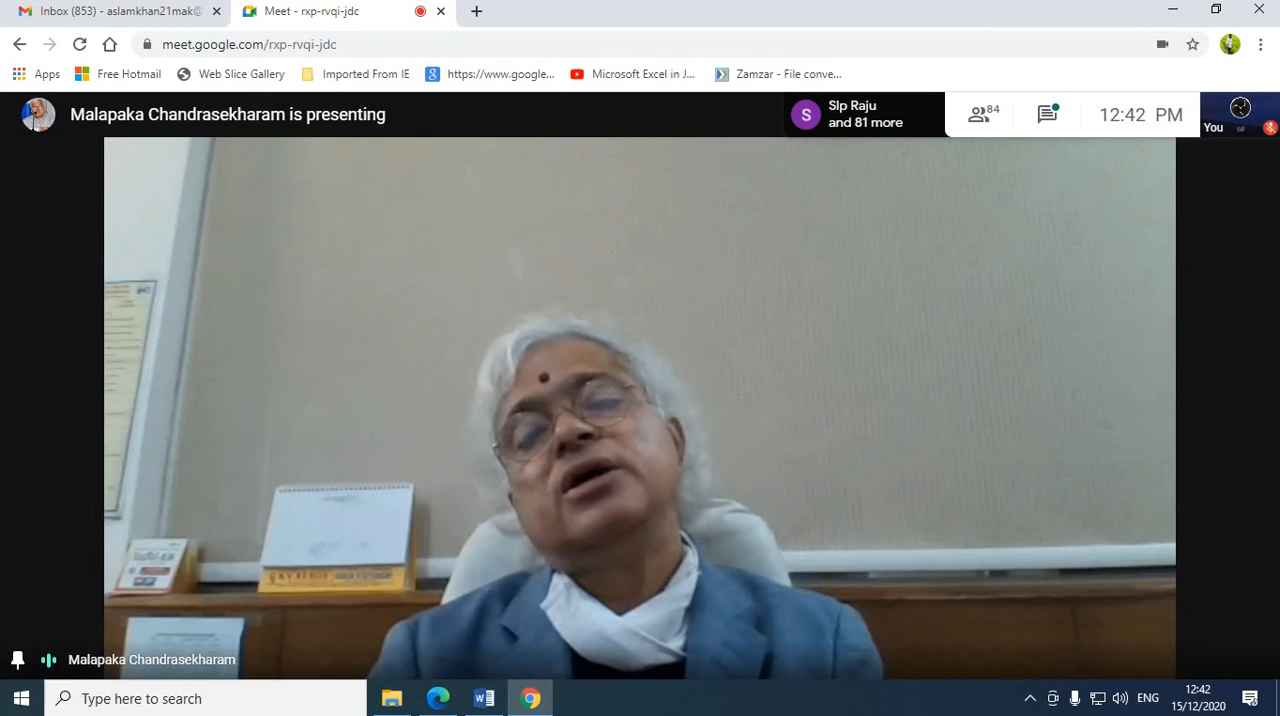 Inbox (853) - aslamkhan21mak@
Meet - rxp-rvqi-jdc
meet.google.com/rxp-rvqi-jdc
Apps
Free Hotmail
Web Slice Gallery
Imported From IE
https://www.google...
Microsoft Excel in J...
Zamzar - File conve...
Malapaka Chandrasekharam is presenting
S
Slp Raju
and 81 more
84
12:42 PM
You
Malapaka Chandrasekharam
Type here to search
ENG
12:42
15/12/2020